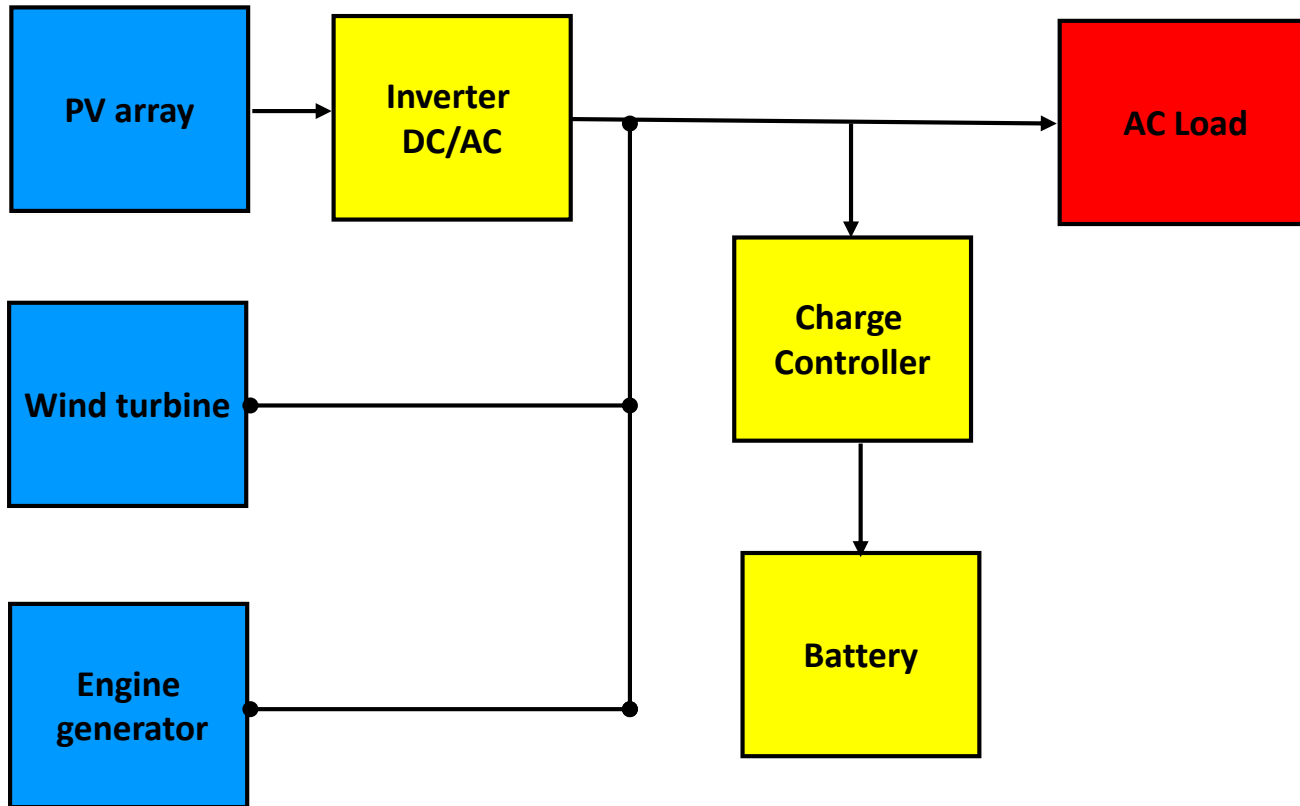 PV array
Inverter
DC/AC
AC Load
Charge
Controller
Wind turbine
Battery
Engine
generator